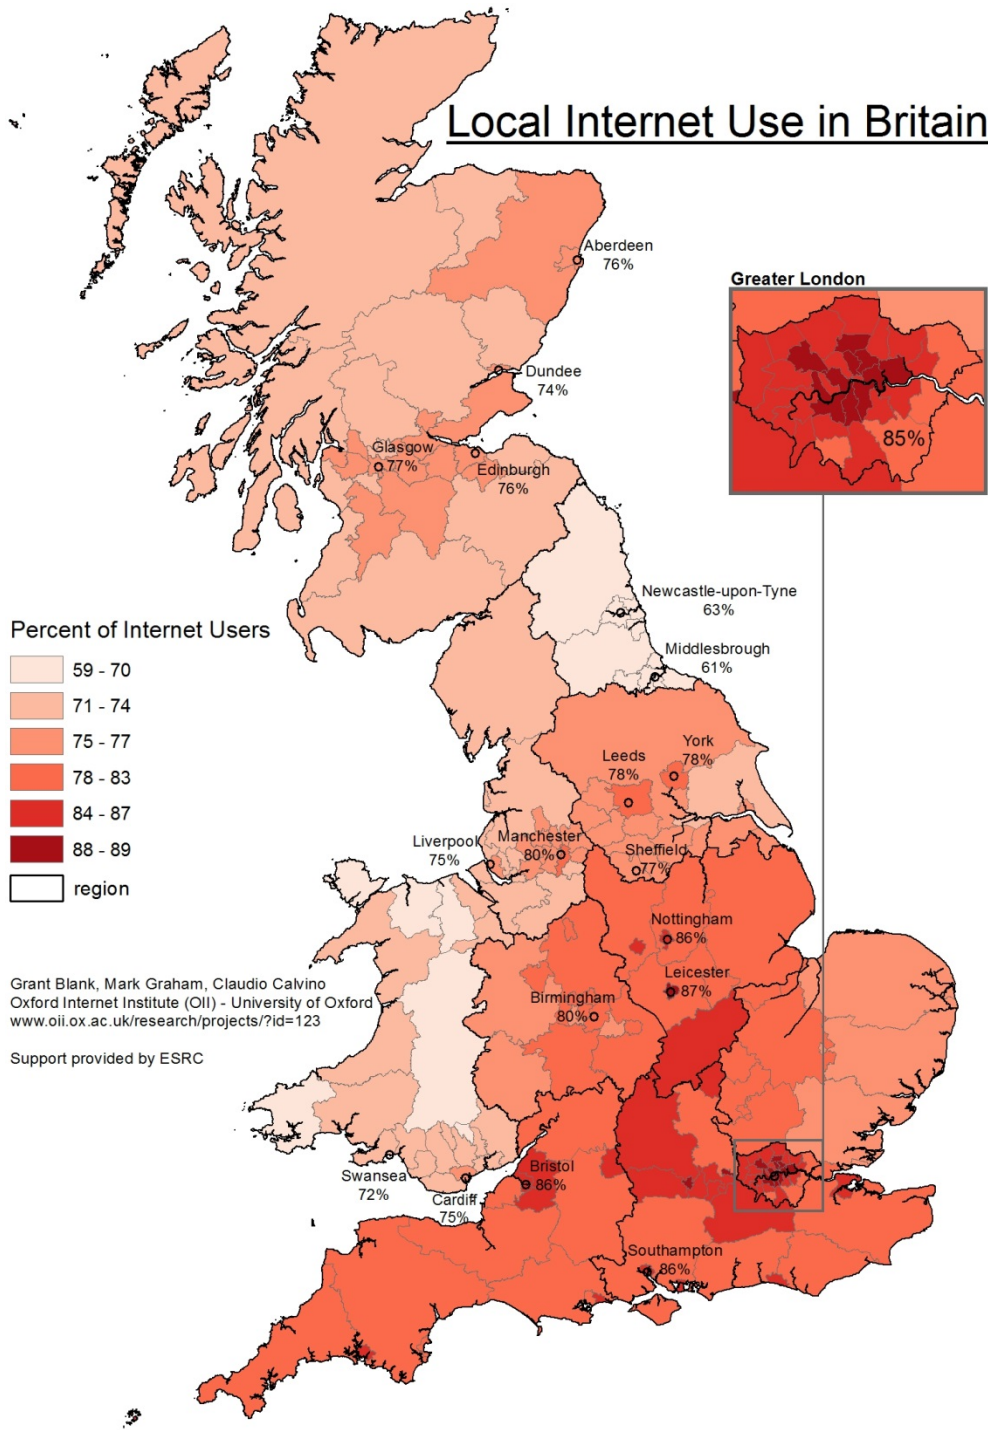 Local Internet Use in Britain
Aberdeen
76%
Greater London
85%
Dundee
74%
Glasgow
77%
Edinburgh
76%
Newcastle-upon-Tyne
63%
Middlesbrough
61%
Percent of Internet Users
59 - 70
71 - 74
75 - 77
78 - 83
84 - 87
88 - 89
region
York
78%
Leeds
78%
Liverpool
75%
Manchester
80%
Sheffield
77%
Nottingham
86%
Leicester
87%
Birmingham
80%
Grant Blank, Mark Graham, Claudio Calvino
Oxford Internet Institute (OII) - University of Oxford
www.oii.ox.ac.uk/research/projects/?id=123
Support provided by ESRC
Swansea
72%
Cardiff
75%
Bristol
86%
Southampton
86%